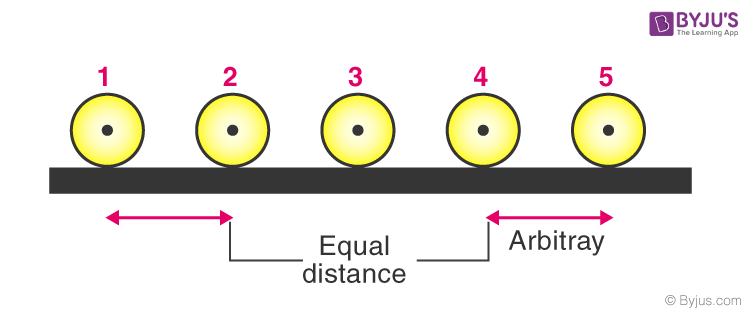 BYJU'S
The Learning App
1 2 3 4 5
Equal
distance
Arbitray
© Byjus.com